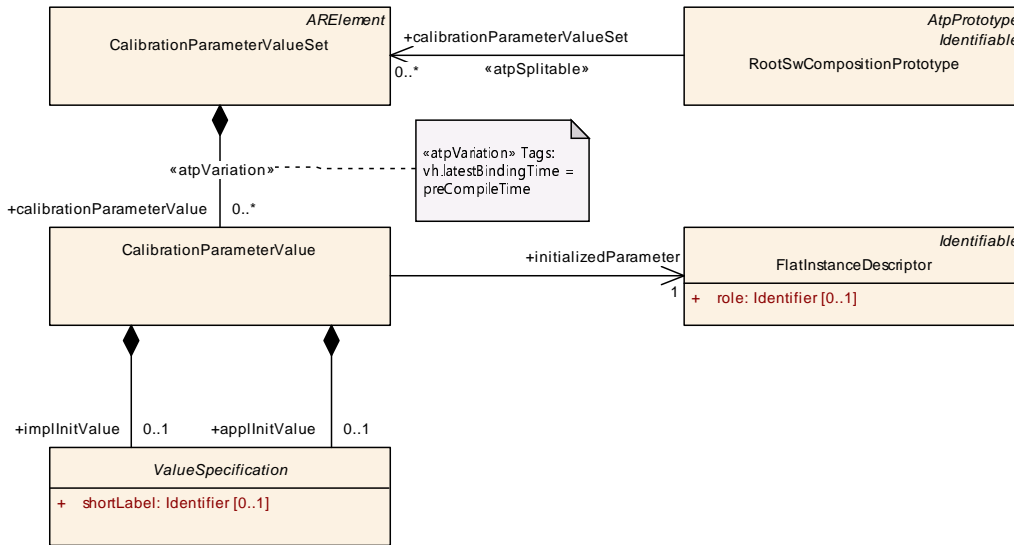 ARElement
CalibrationParameterValueSet
+calibrationParameterValueSet
0..*
«atpSplitable»
AtpPrototype
Identifiable
RootSwCompositionPrototype
«atpVariation»
«atpVariation» Tags:
vh.latestBindingTime =
preCompileTime
+calibrationParameterValue 0..*
CalibrationParameterValue
+initializedParameter
1
Identifiable
FlatInstanceDescriptor
+ role: Identifier [0..1]
+implInitValue 0..1
+applInitValue 0..1
ValueSpecification
+ shortLabel: Identifier [0..1]